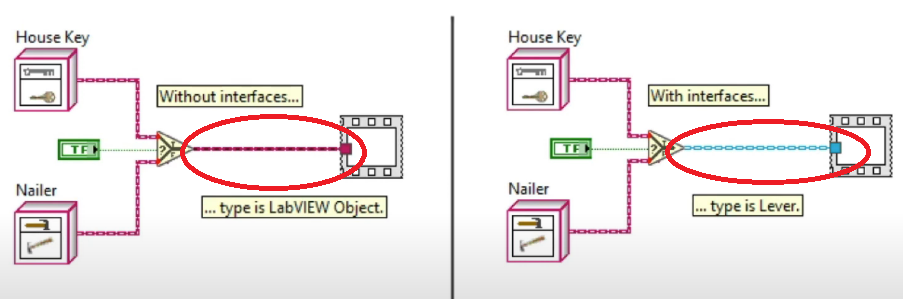 House Key
Without interfaces...
TF
... type is LabVIEW Object.
Nailer
House Key
With interfaces...
TF
... type is Lever.
Nailer